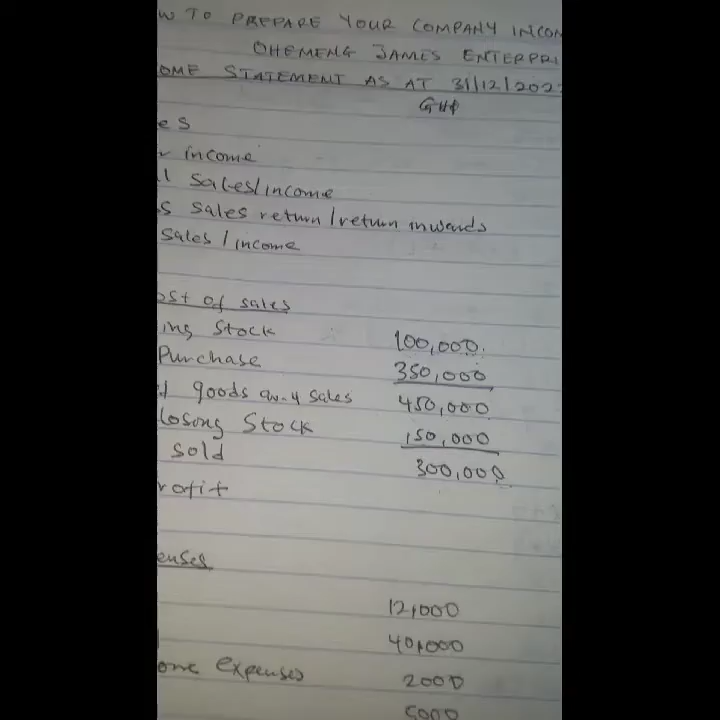 W TO PREPARE YOUR COMPANY INCOM
OHEMENG JAMES ENTERPRI
OME STATEMENT AS AT 31/12/202
GH¢
es
r income
l Sales/income
s Sales return/return inwards
Sales/income
ost of sales
ing Stock 100,000.
Purchase 350,000
d goods av.4 sales 450,000
losing Stock 150,000
sold 300,000
rofit
enses
12,000
40,000
one expenses 2000
5000